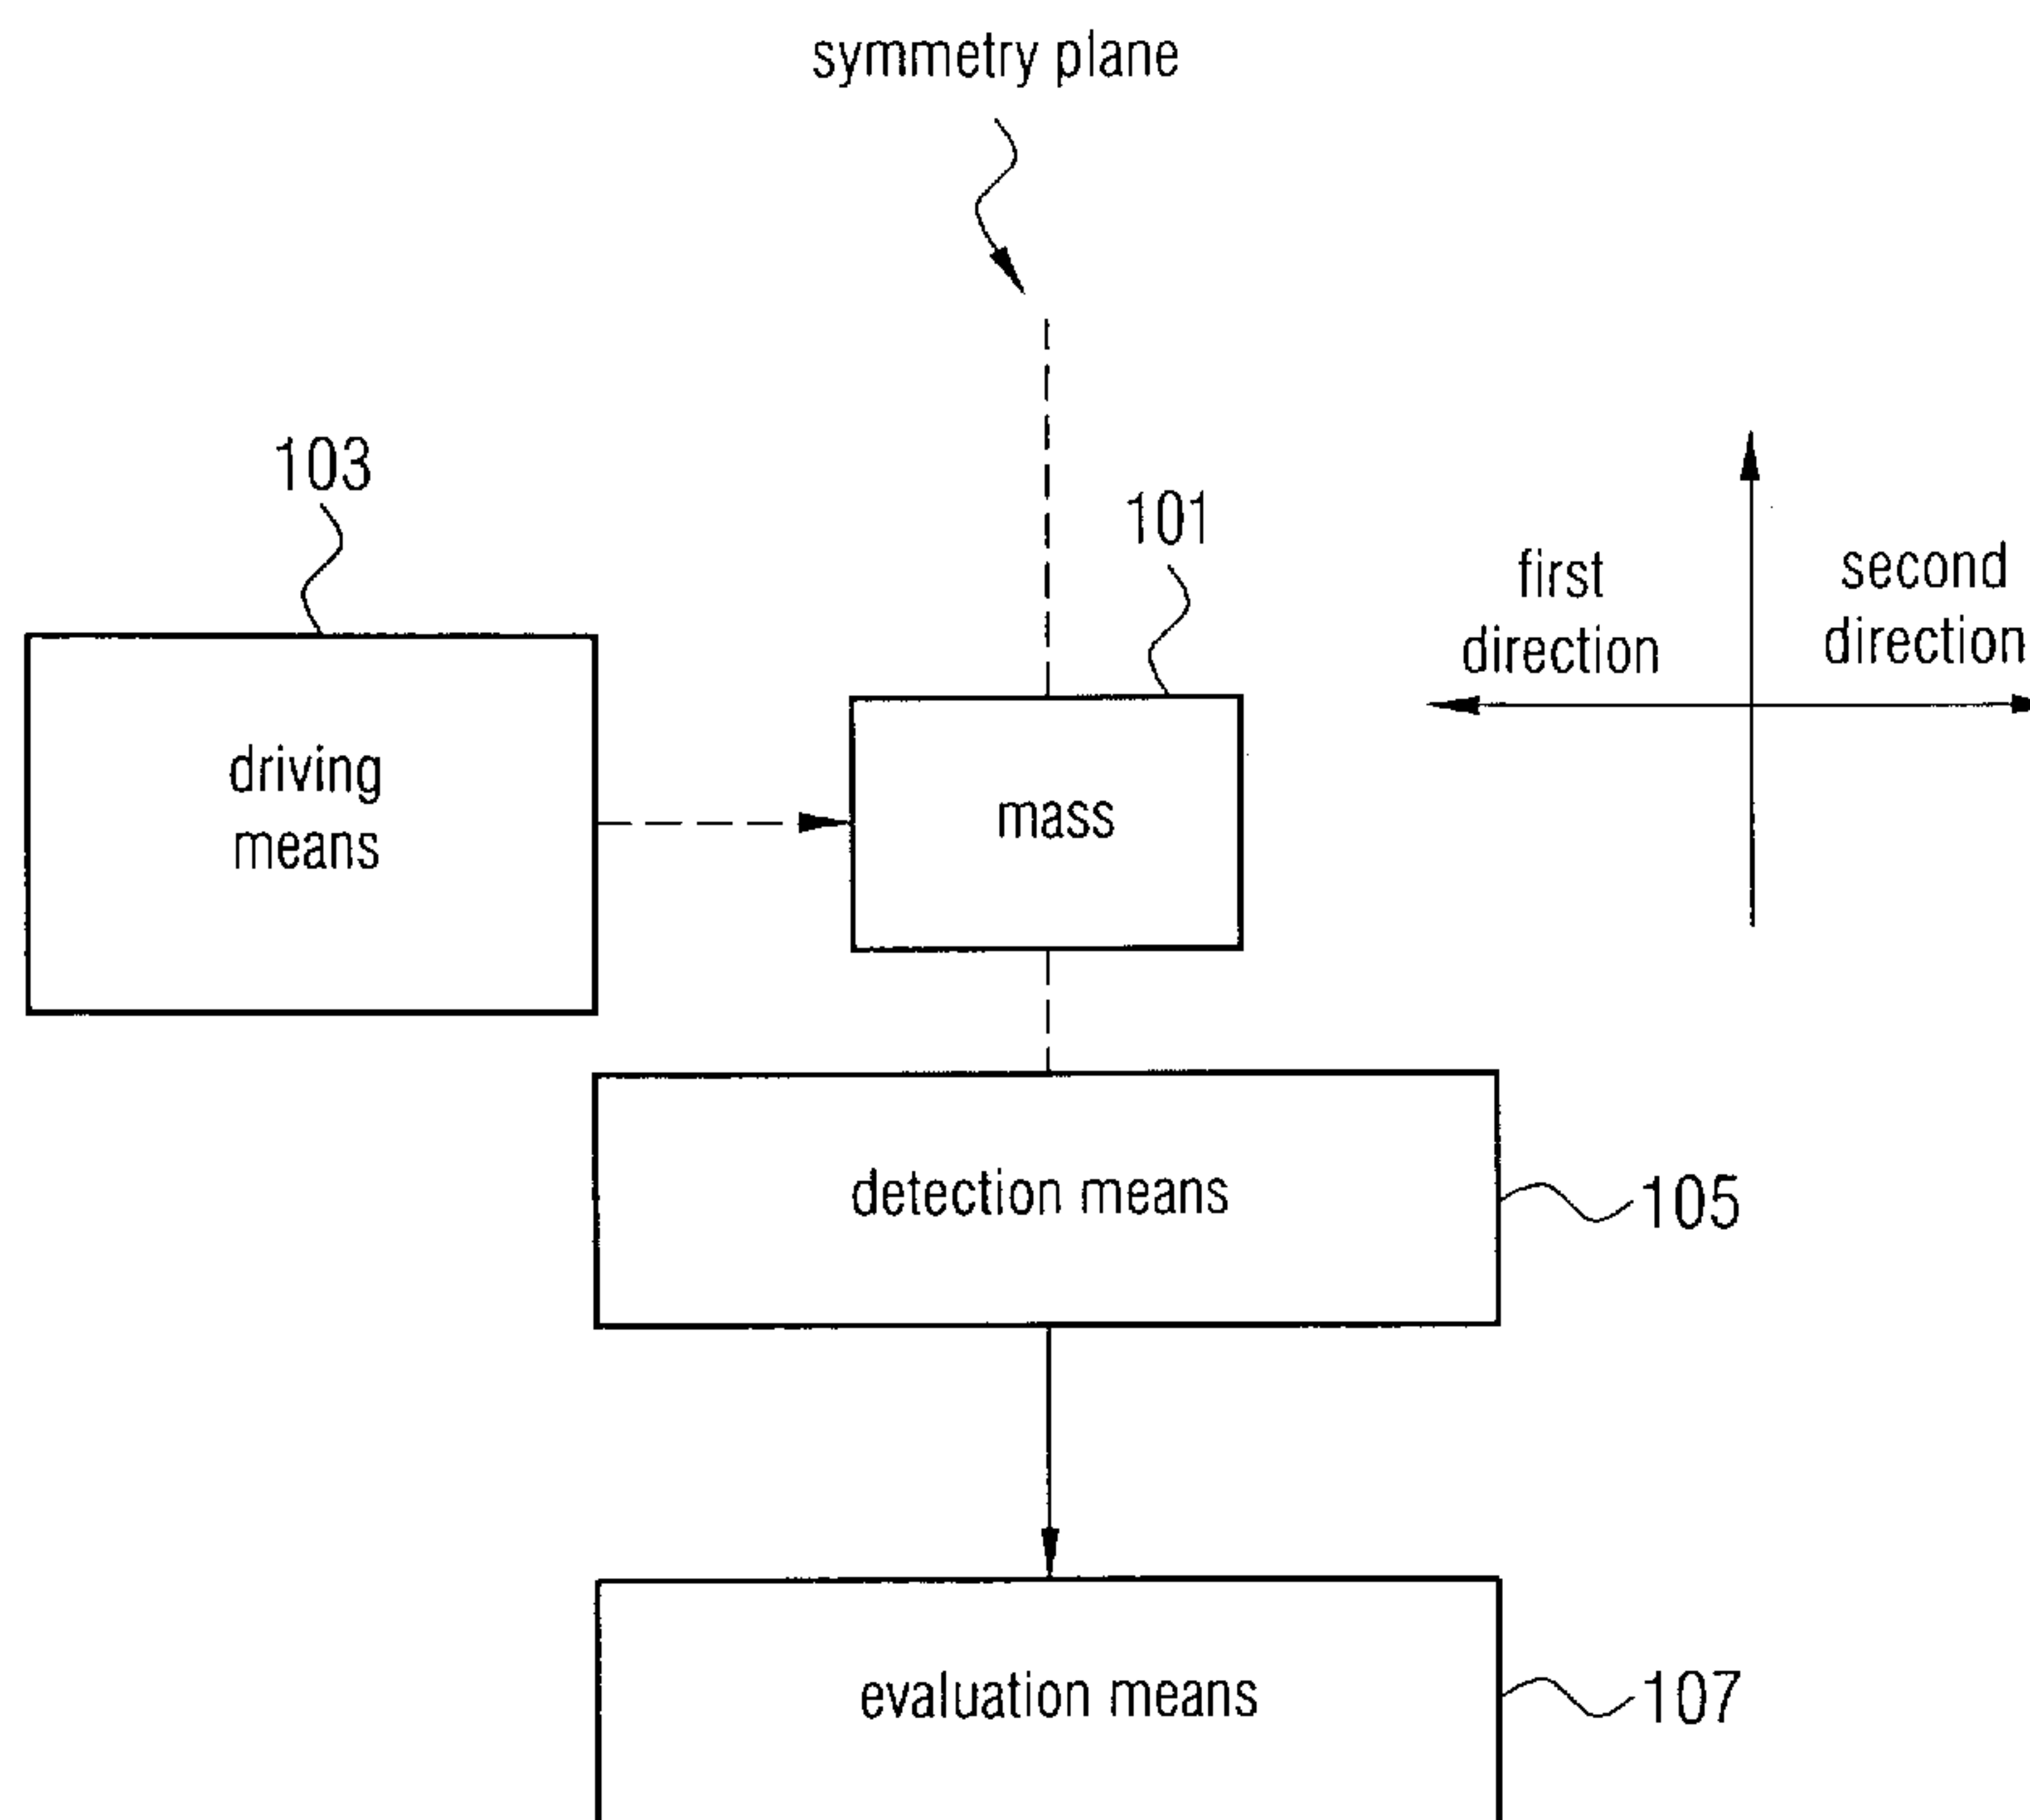 symmetry plane
103
101
first
direction
second
direction
driving
means
mass
detection means
105
evaluation means
107